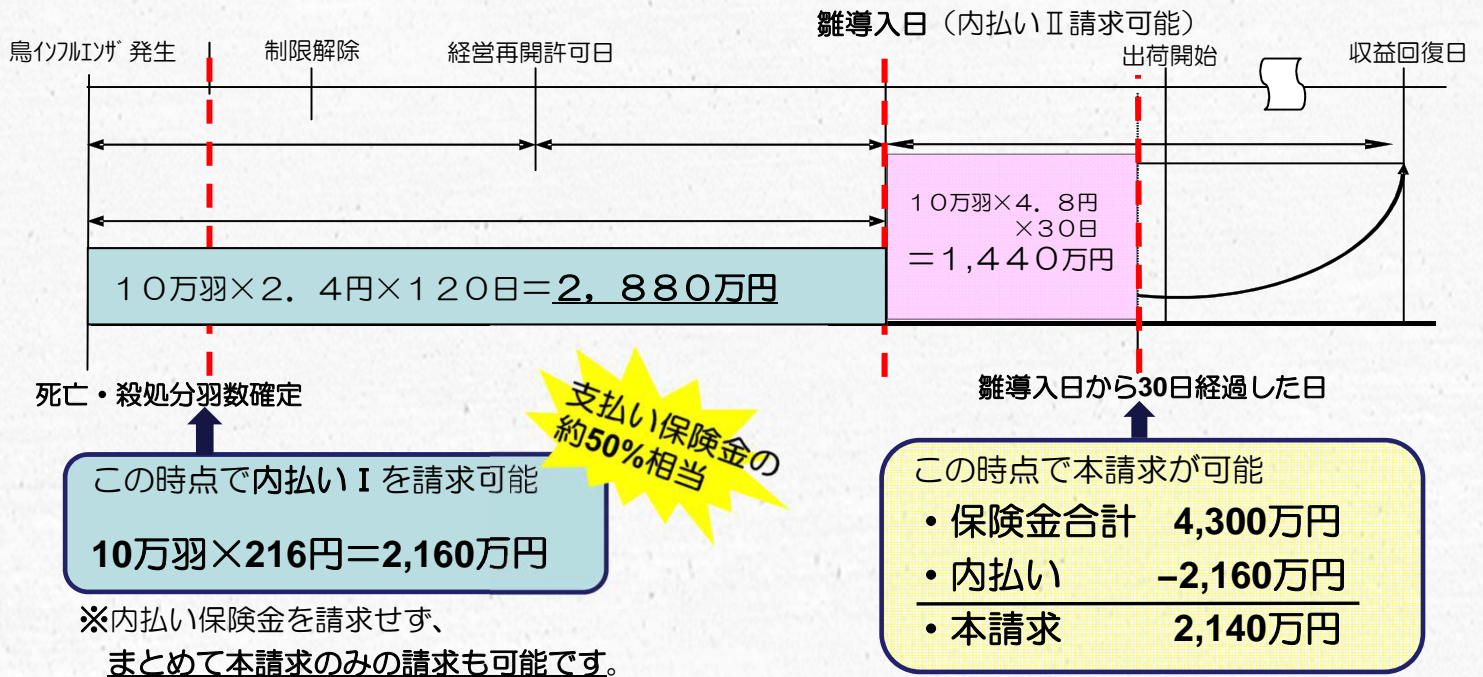 雛導入日（内払いⅡ請求可能）
鳥ｲﾝﾌﾙｴﾝｻﾞ発生
制限解除
経営再開許可日
出荷開始
収益回復日
１０万羽×４．８円
×３０日
＝１,４４０万円
１０万羽×２．４円×１２０日＝２，８８０万円
死亡・殺処分羽数確定
雛導入日から30日経過した日
支払い保険金の
約50%相当
この時点で内払いⅠを請求可能
10万羽×216円＝2,160万円
※内払い保険金を請求せず、
まとめて本請求のみの請求も可能です。
この時点で本請求が可能
・保険金合計　4,300万円
・内払い　–2,160万円
・本請求　2,140万円